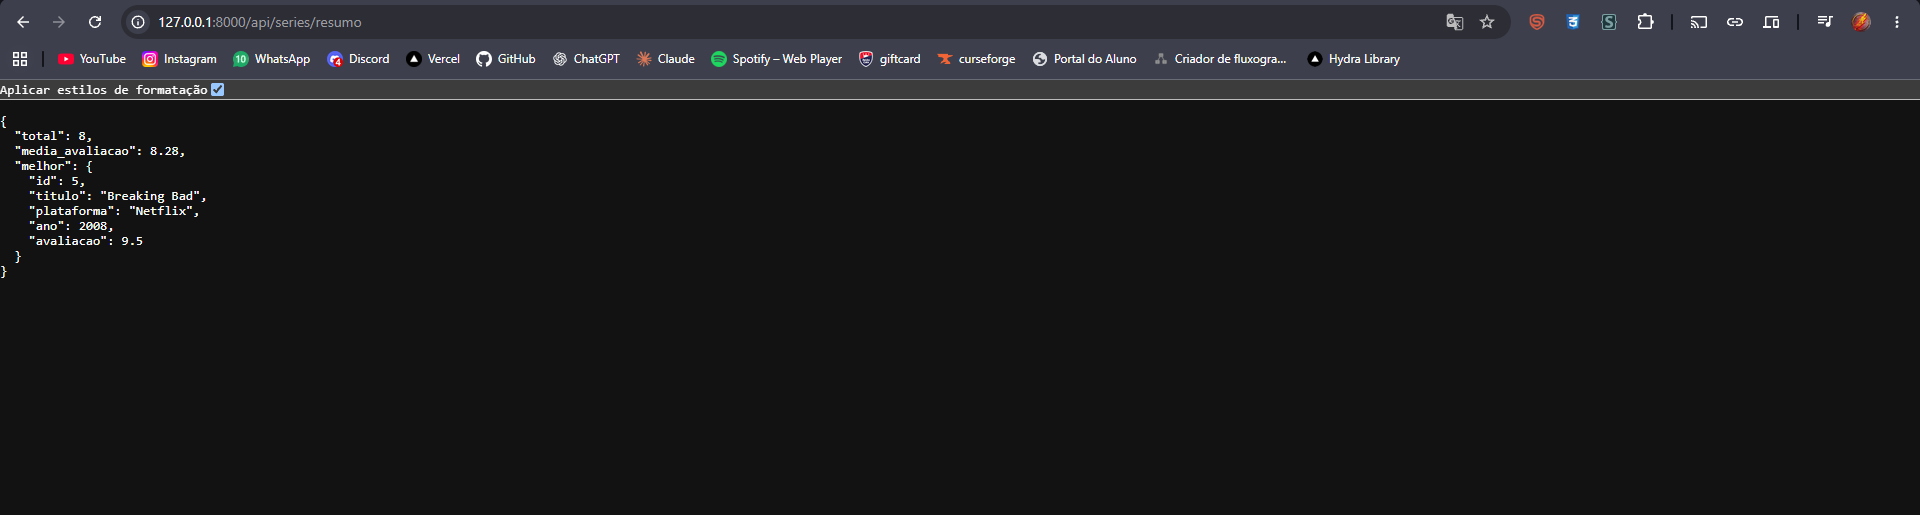 127.0.0.1:8000/api/series/resumo
YouTube Instagram 10 WhatsApp 4 Discord Vercel GitHub ChatGPT Claude Spotify – Web Player giftcard curseforge Portal do Aluno Criador de fluxogra... Hydra Library
Aplicar estilos de formatação
{
  "total": 8,
  "media_avaliacao": 8.28,
  "melhor": {
    "id": 5,
    "titulo": "Breaking Bad",
    "plataforma": "Netflix",
    "ano": 2008,
    "avaliacao": 9.5
  }
}